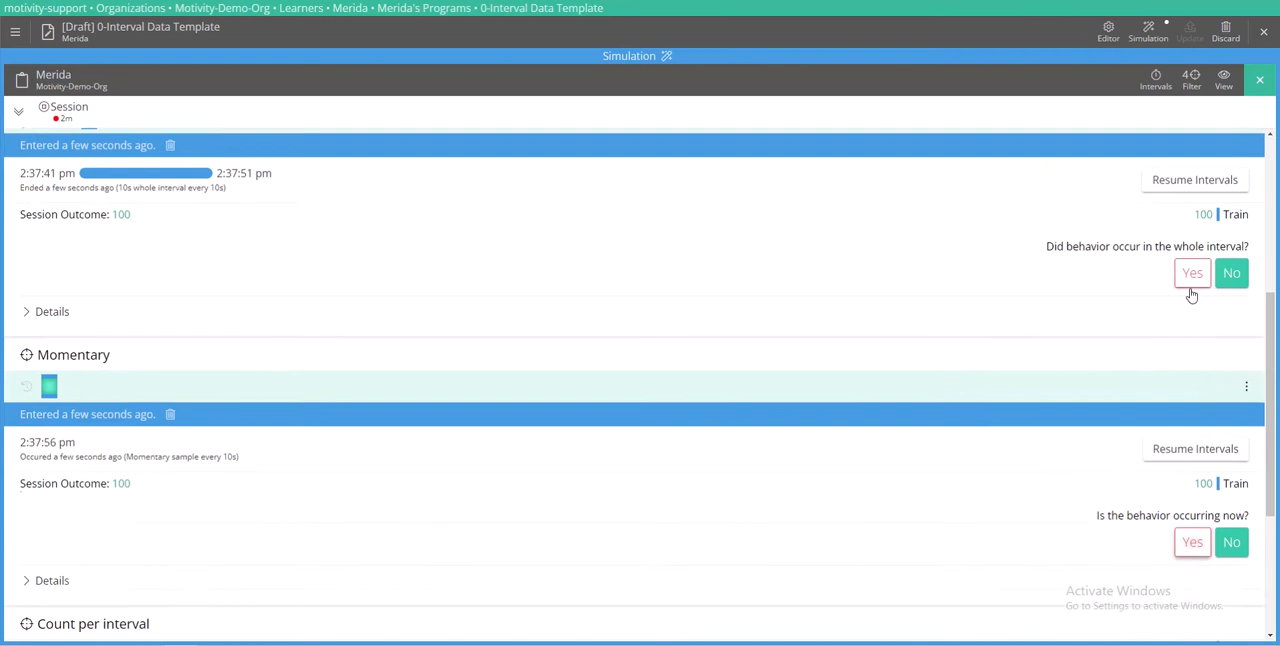 motivity-support • Organizations • Motivity-Demo-Org • Learners • Merida • Merida's Programs • 0-Interval Data Template
[Draft] 0-Interval Data Template
Merida
Editor Simulation Update Discard
Simulation
Merida
Motivity-Demo-Org
Intervals
4
Filter
View
Session
2m
Entered a few seconds ago.
2:37:41 pm 2:37:51 pm
Ended a few seconds ago (10s whole interval every 10s)
Resume Intervals
Session Outcome: 100
100 Train
Did behavior occur in the whole interval?
Yes No
Details
Momentary
Entered a few seconds ago.
2:37:56 pm
Occured a few seconds ago (Momentary sample every 10s)
Resume Intervals
Session Outcome: 100
100 Train
Is the behavior occurring now?
Yes No
Details
Activate Windows
Go to Settings to activate Windows.
Count per interval